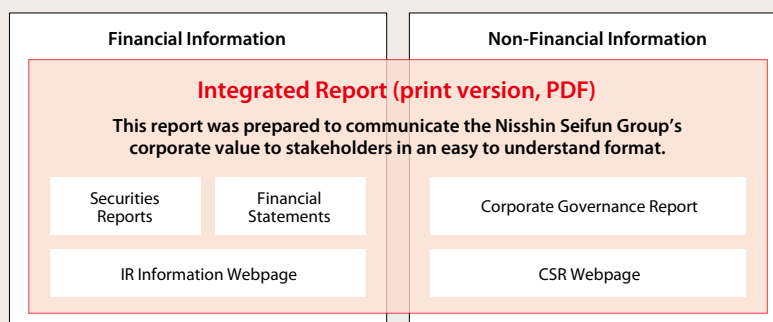 Financial Information
Non-Financial Information
Integrated Report (print version, PDF)
This report was prepared to communicate the Nisshin Seifun Group's
corporate value to stakeholders in an easy to understand format.
Securities
Reports
Financial
Statements
Corporate Governance Report
IR Information Webpage
CSR Webpage